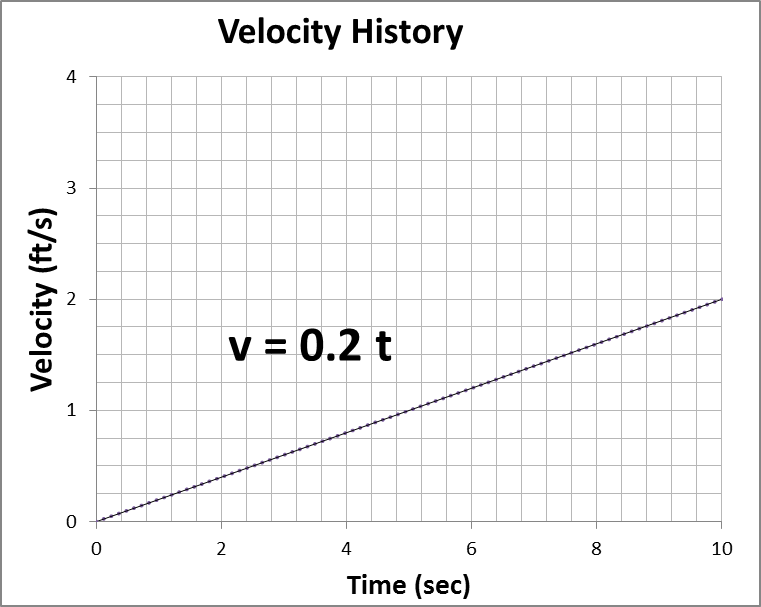 Velocity History
4
3
2
1
0
Velocity (ft/s)
v = 0.2 t
0 2 4 6 8 10
Time (sec)